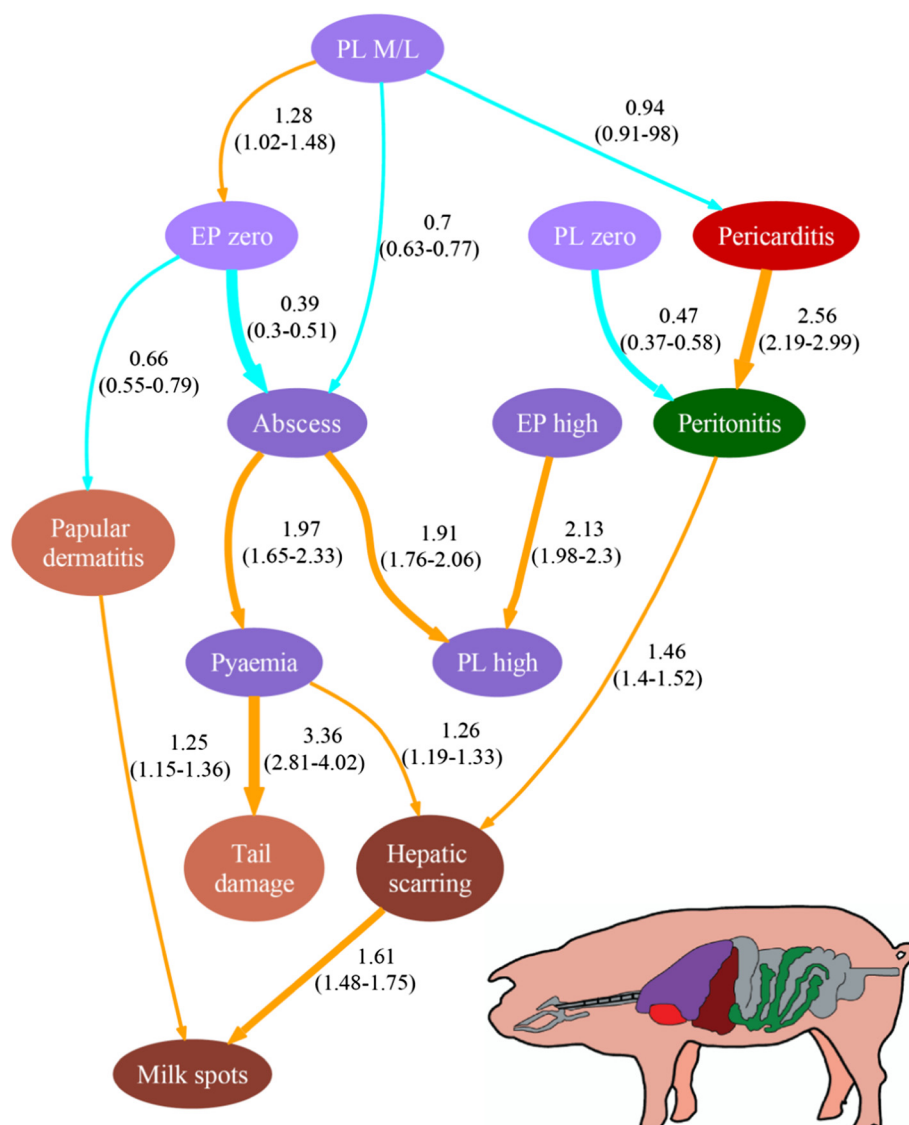 PL M/L
1.28
(1.02-1.48)
0.94
(0.91-98)
EP zero
0.7
(0.63-0.77)
PL zero
Pericarditis
0.39
(0.3-0.51)
0.47
(0.37-0.58)
2.56
(2.19-2.99)
0.66
(0.55-0.79)
Abscess
EP high
Peritonitis
Papular
dermatitis
1.97
(1.65-2.33)
1.91
(1.76-2.06)
2.13
(1.98-2.3)
Pyaemia
PL high
1.46
(1.4-1.52)
1.25
(1.15-1.36)
3.36
(2.81-4.02)
1.26
(1.19-1.33)
Tail
damage
Hepatic
scarring
1.61
(1.48-1.75)
Milk spots